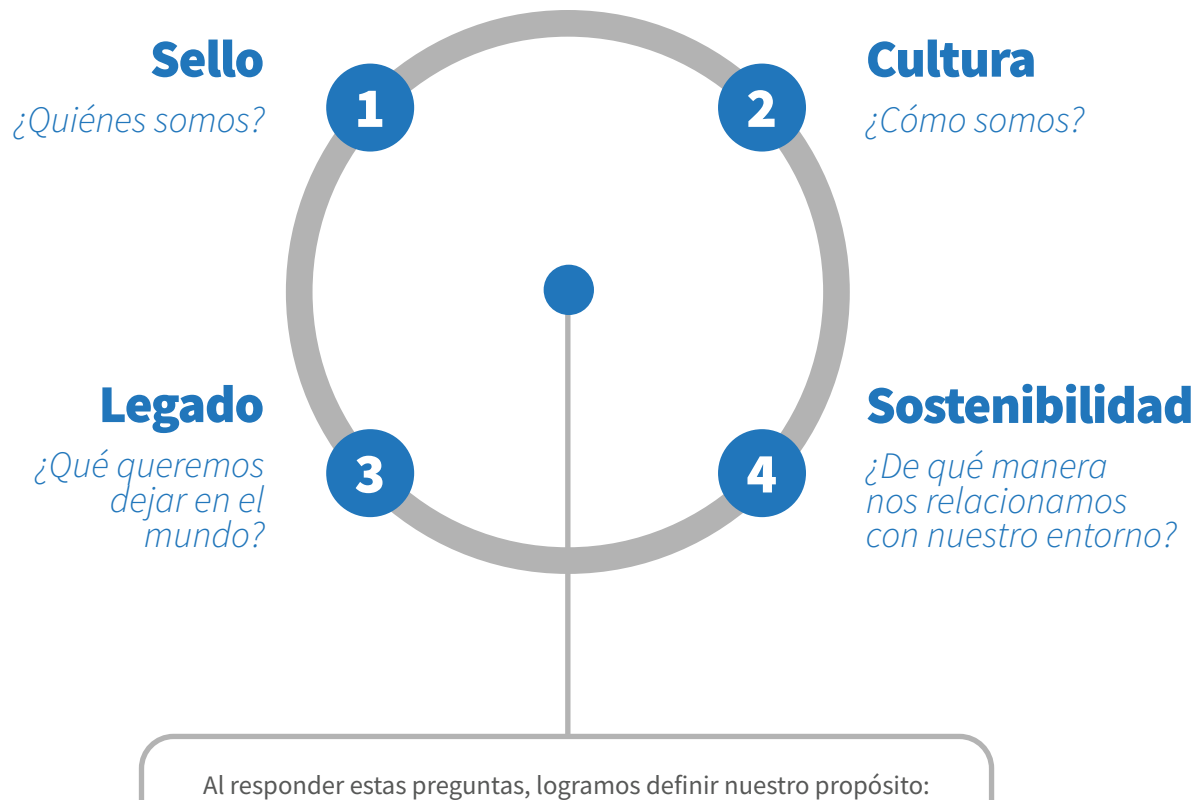 Sello
¿Quiénes somos?
1
2
Cultura
¿Cómo somos?
Legado
¿Qué queremos
dejar en el
mundo?
3
4
Sostenibilidad
¿De qué manera
nos relacionamos
con nuestro entorno?
Al responder estas preguntas, logramos definir nuestro propósito: